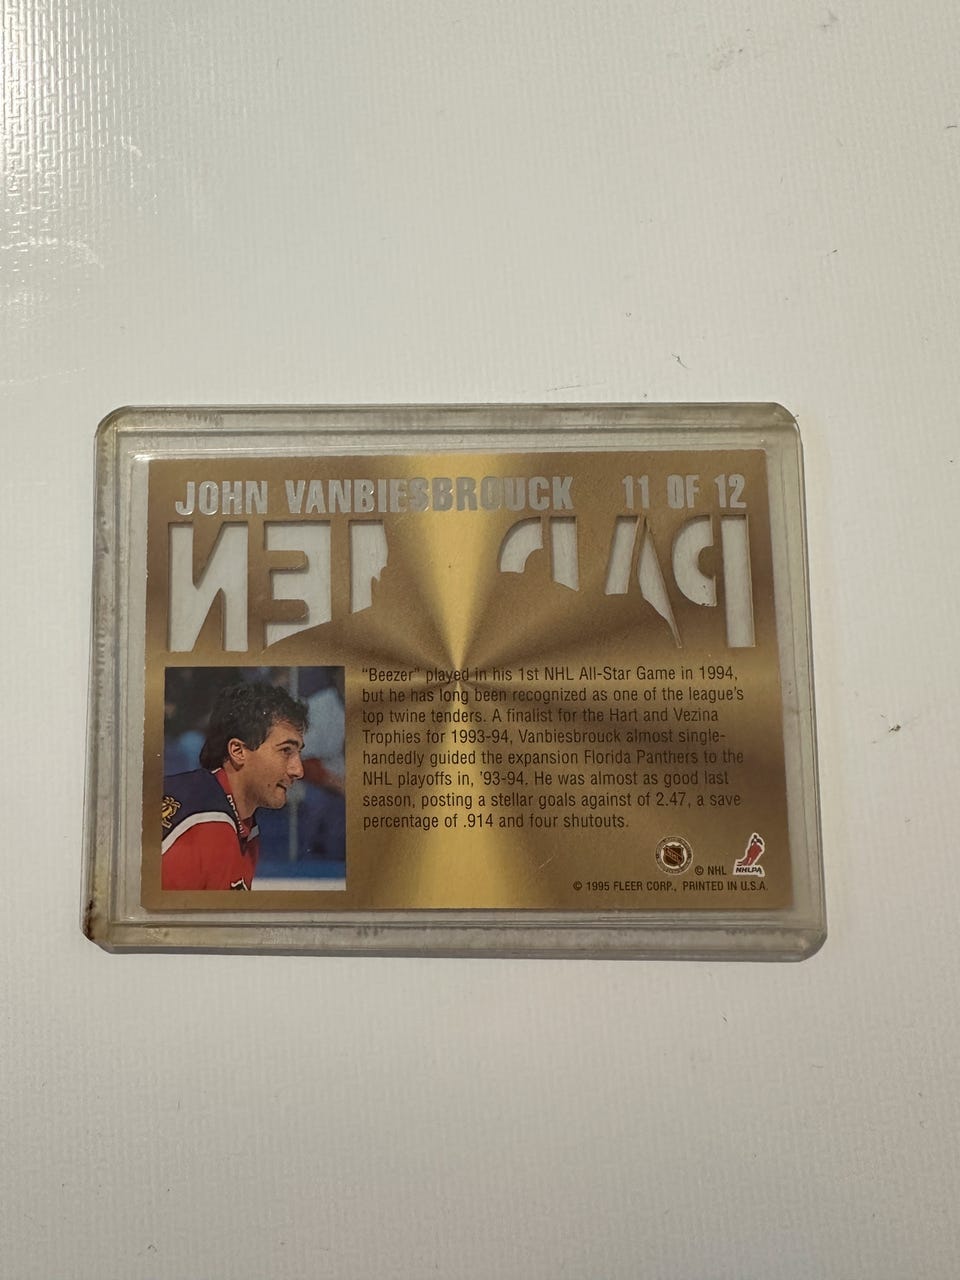 JOHN VANBIESBROUCK 11 OF 12
"Beezer" played in his 1st NHL All-Star Game in 1994,
but he has long been recognized as one of the league's
top twine tenders. A finalist for the Hart and Vezina
Trophies for 1993-94, Vanbiesbrouck almost single-
handedly guided the expansion Florida Panthers to the
NHL playoffs in, '93-94. He was almost as good last
season, posting a stellar goals against of 2.47, a save
percentage of .914 and four shutouts.
© NHL NHLPA
© 1995 FLEER CORP., PRINTED IN U.S.A.